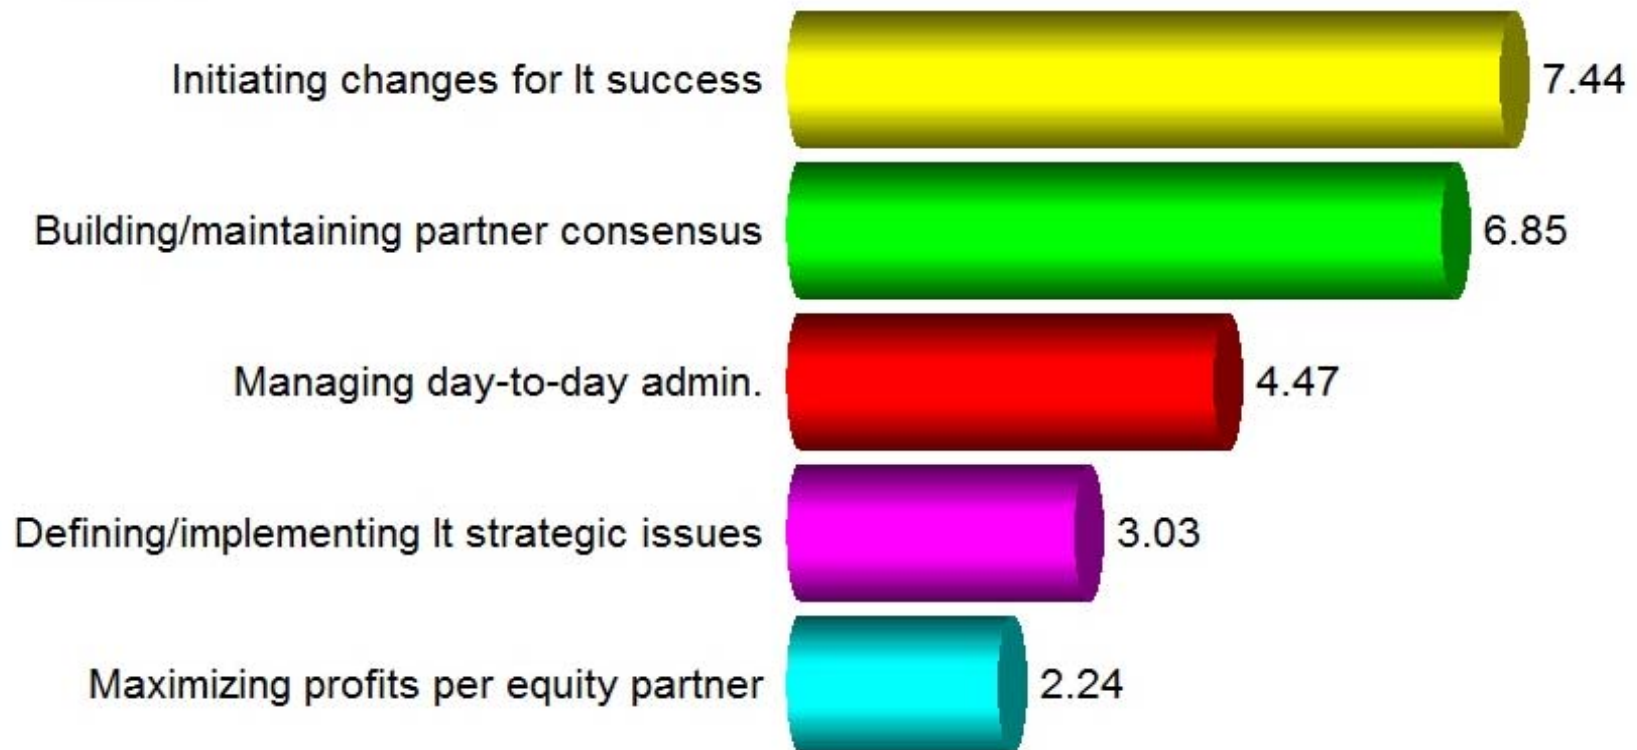 Initiating changes for lt success 7.44
Building/maintaining partner consensus 6.85
Managing day-to-day admin. 4.47
Defining/implementing lt strategic issues 3.03
Maximizing profits per equity partner 2.24